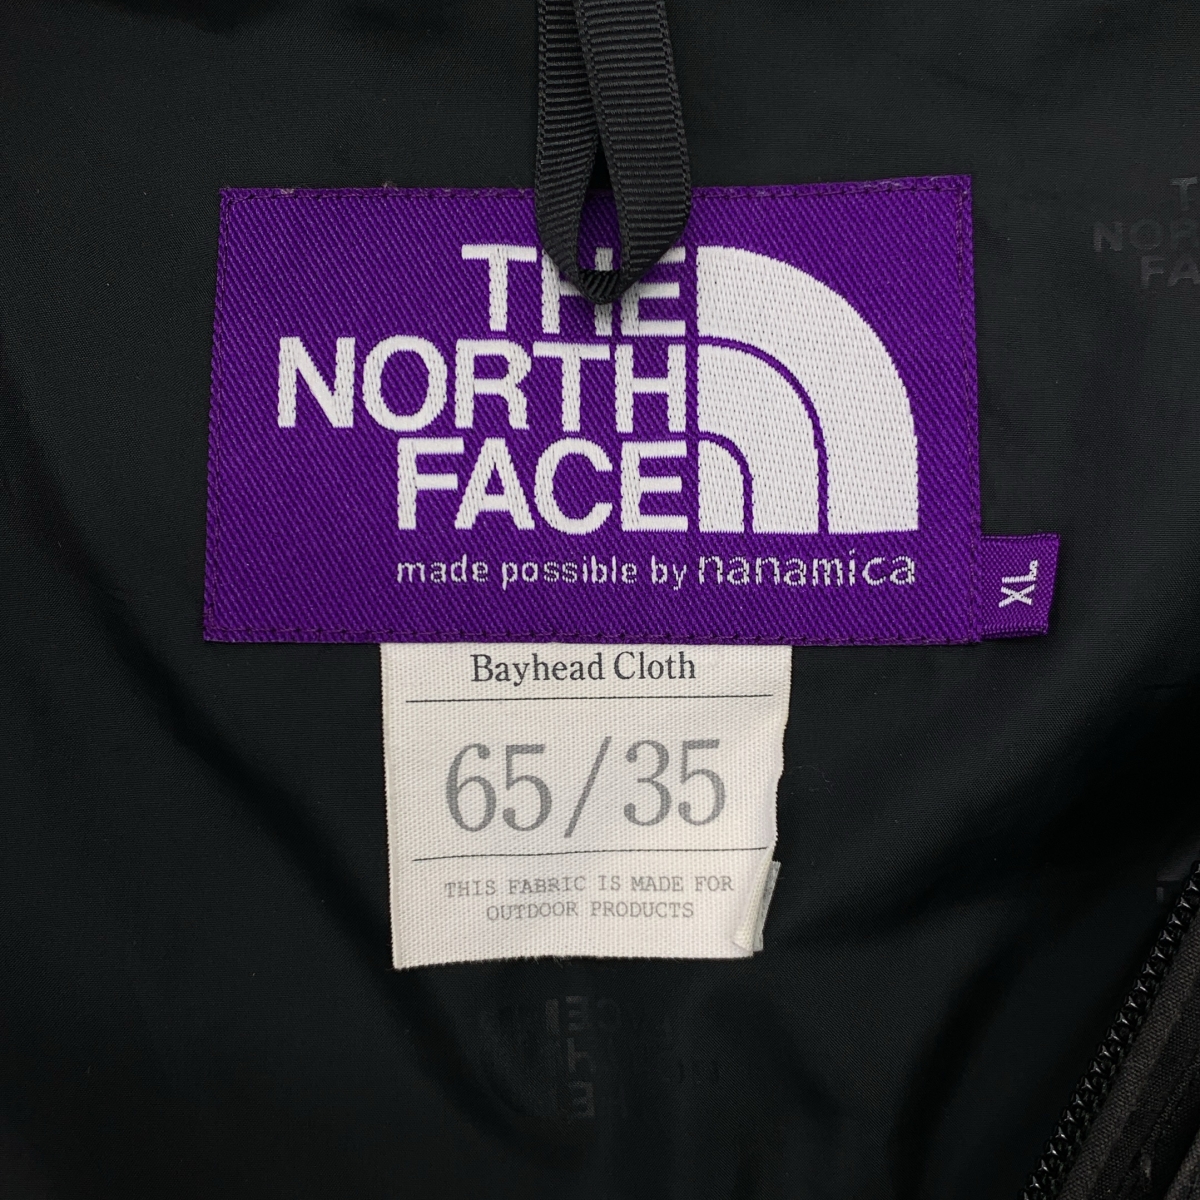 THE
NORTH
FACE
made possible by nanamica
XL
Bayhead Cloth
65/35
THIS FABRIC IS MADE FOR
OUTDOOR PRODUCTS